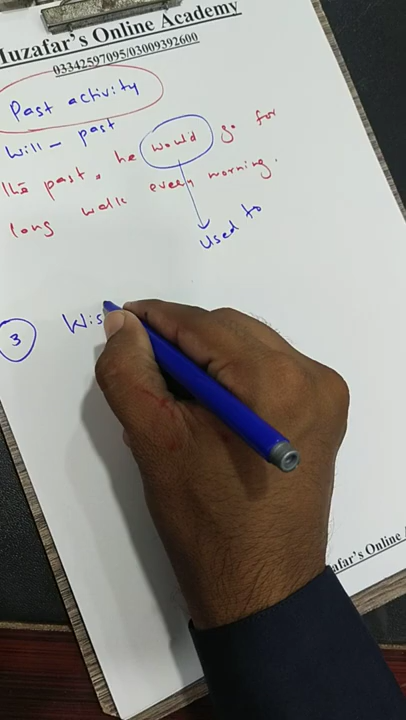 Muzafar's Online Academy
03342597095/03009392600
Past activity
Will - past
the past, he would go for
long walk every morning.
Used to
3 Wis
zafar's Online A